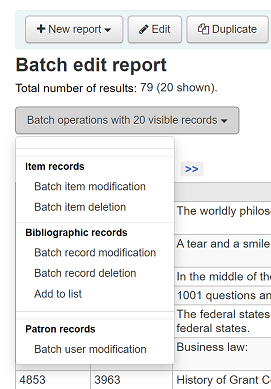 + New report
Edit
Duplicate
Batch edit report
Total number of results: 79 (20 shown).
Batch operations with 20 visible records
>>
Item records
Batch item modification
Batch item deletion
Bibliographic records
Batch record modification
Batch record deletion
Add to list
Patron records
Batch user modification
The worldly philos
A tear and a smile
In the middle of the
1001 questions an
The federal states
federal states.
Business law:
4853 3963 History of Grant C